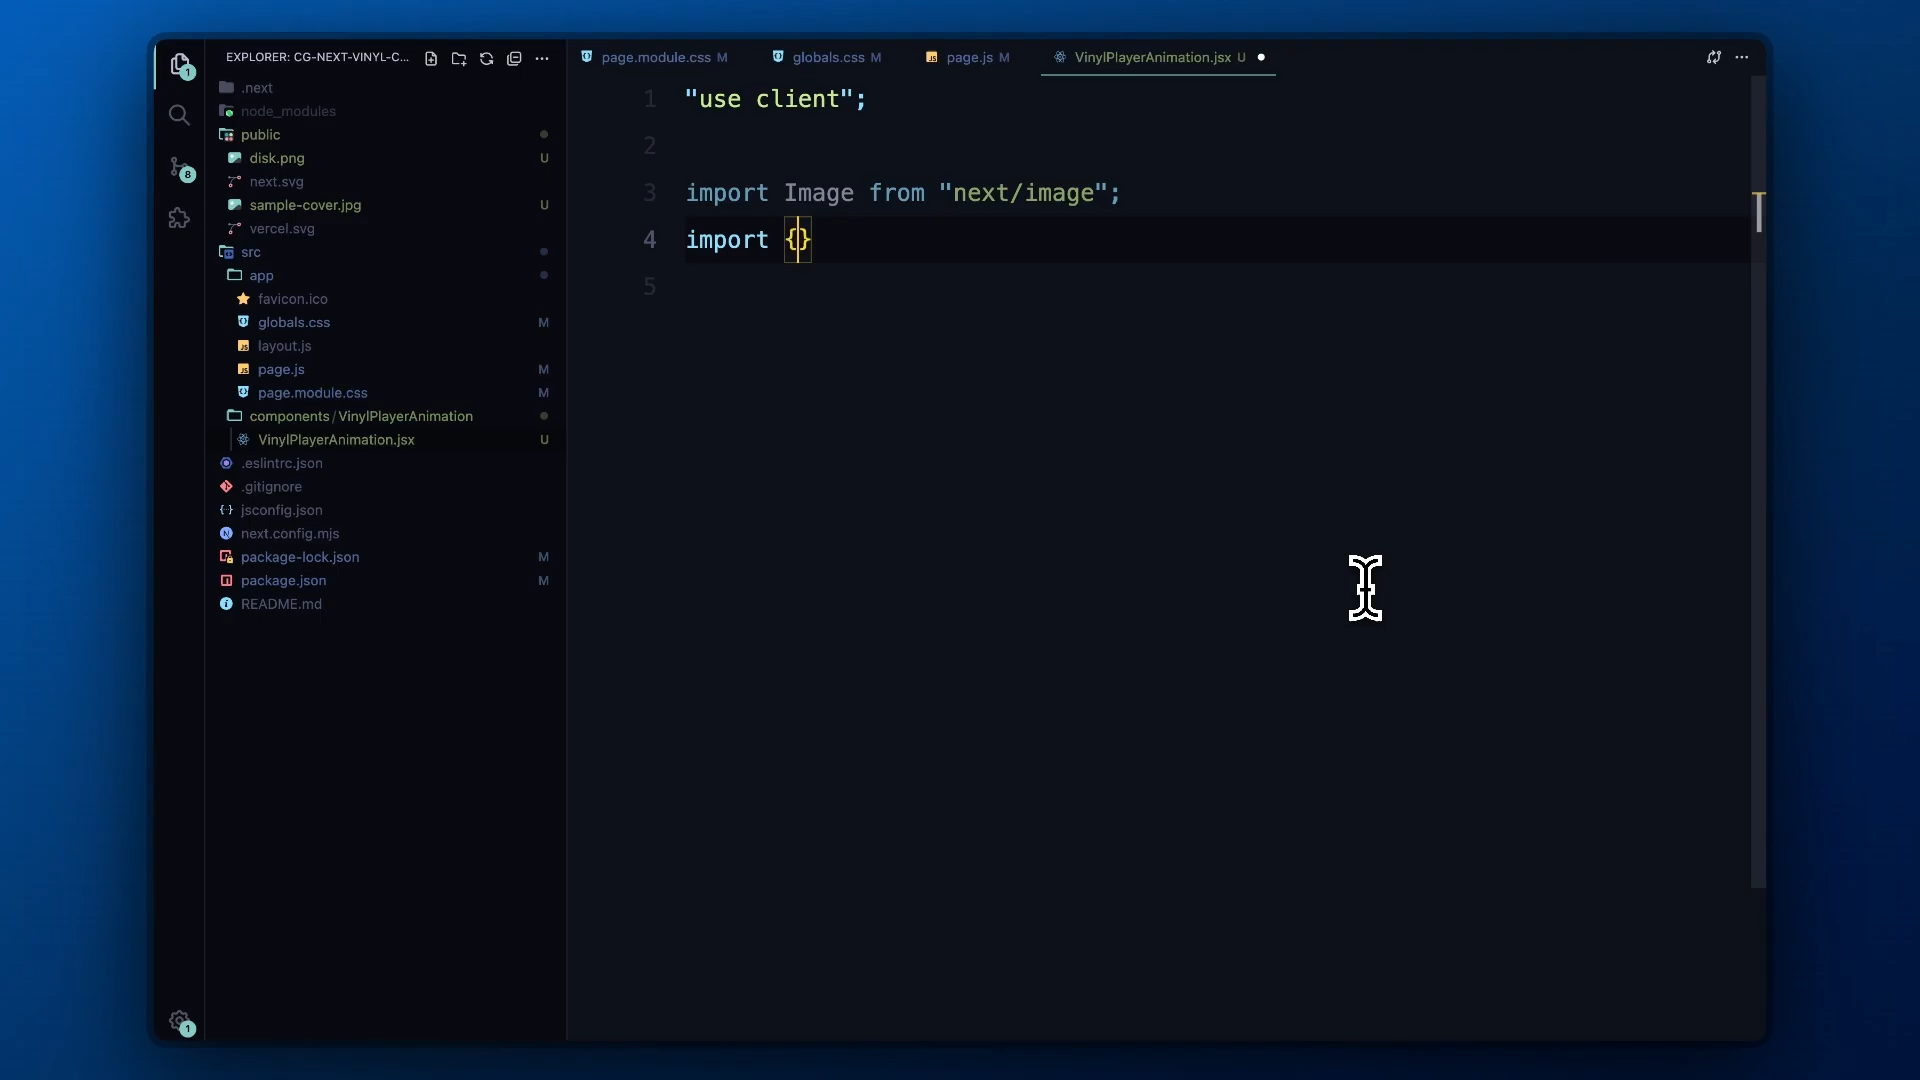 EXPLORER: CG-NEXT-VINYL-C...
.next
node_modules
public
disk.png U
next.svg
sample-cover.jpg U
vercel.svg
src
app
favicon.ico
globals.css M
layout.js
page.js M
page.module.css M
components / VinylPlayerAnimation
VinylPlayerAnimation.jsx U
.eslintrc.json
.gitignore
jsconfig.json
next.config.mjs
package-lock.json M
package.json M
README.md
1
8
1
page.module.css M globals.css M page.js M VinylPlayerAnimation.jsx U
1 "use client";
2
3 import Image from "next/image";
4 import {}
5